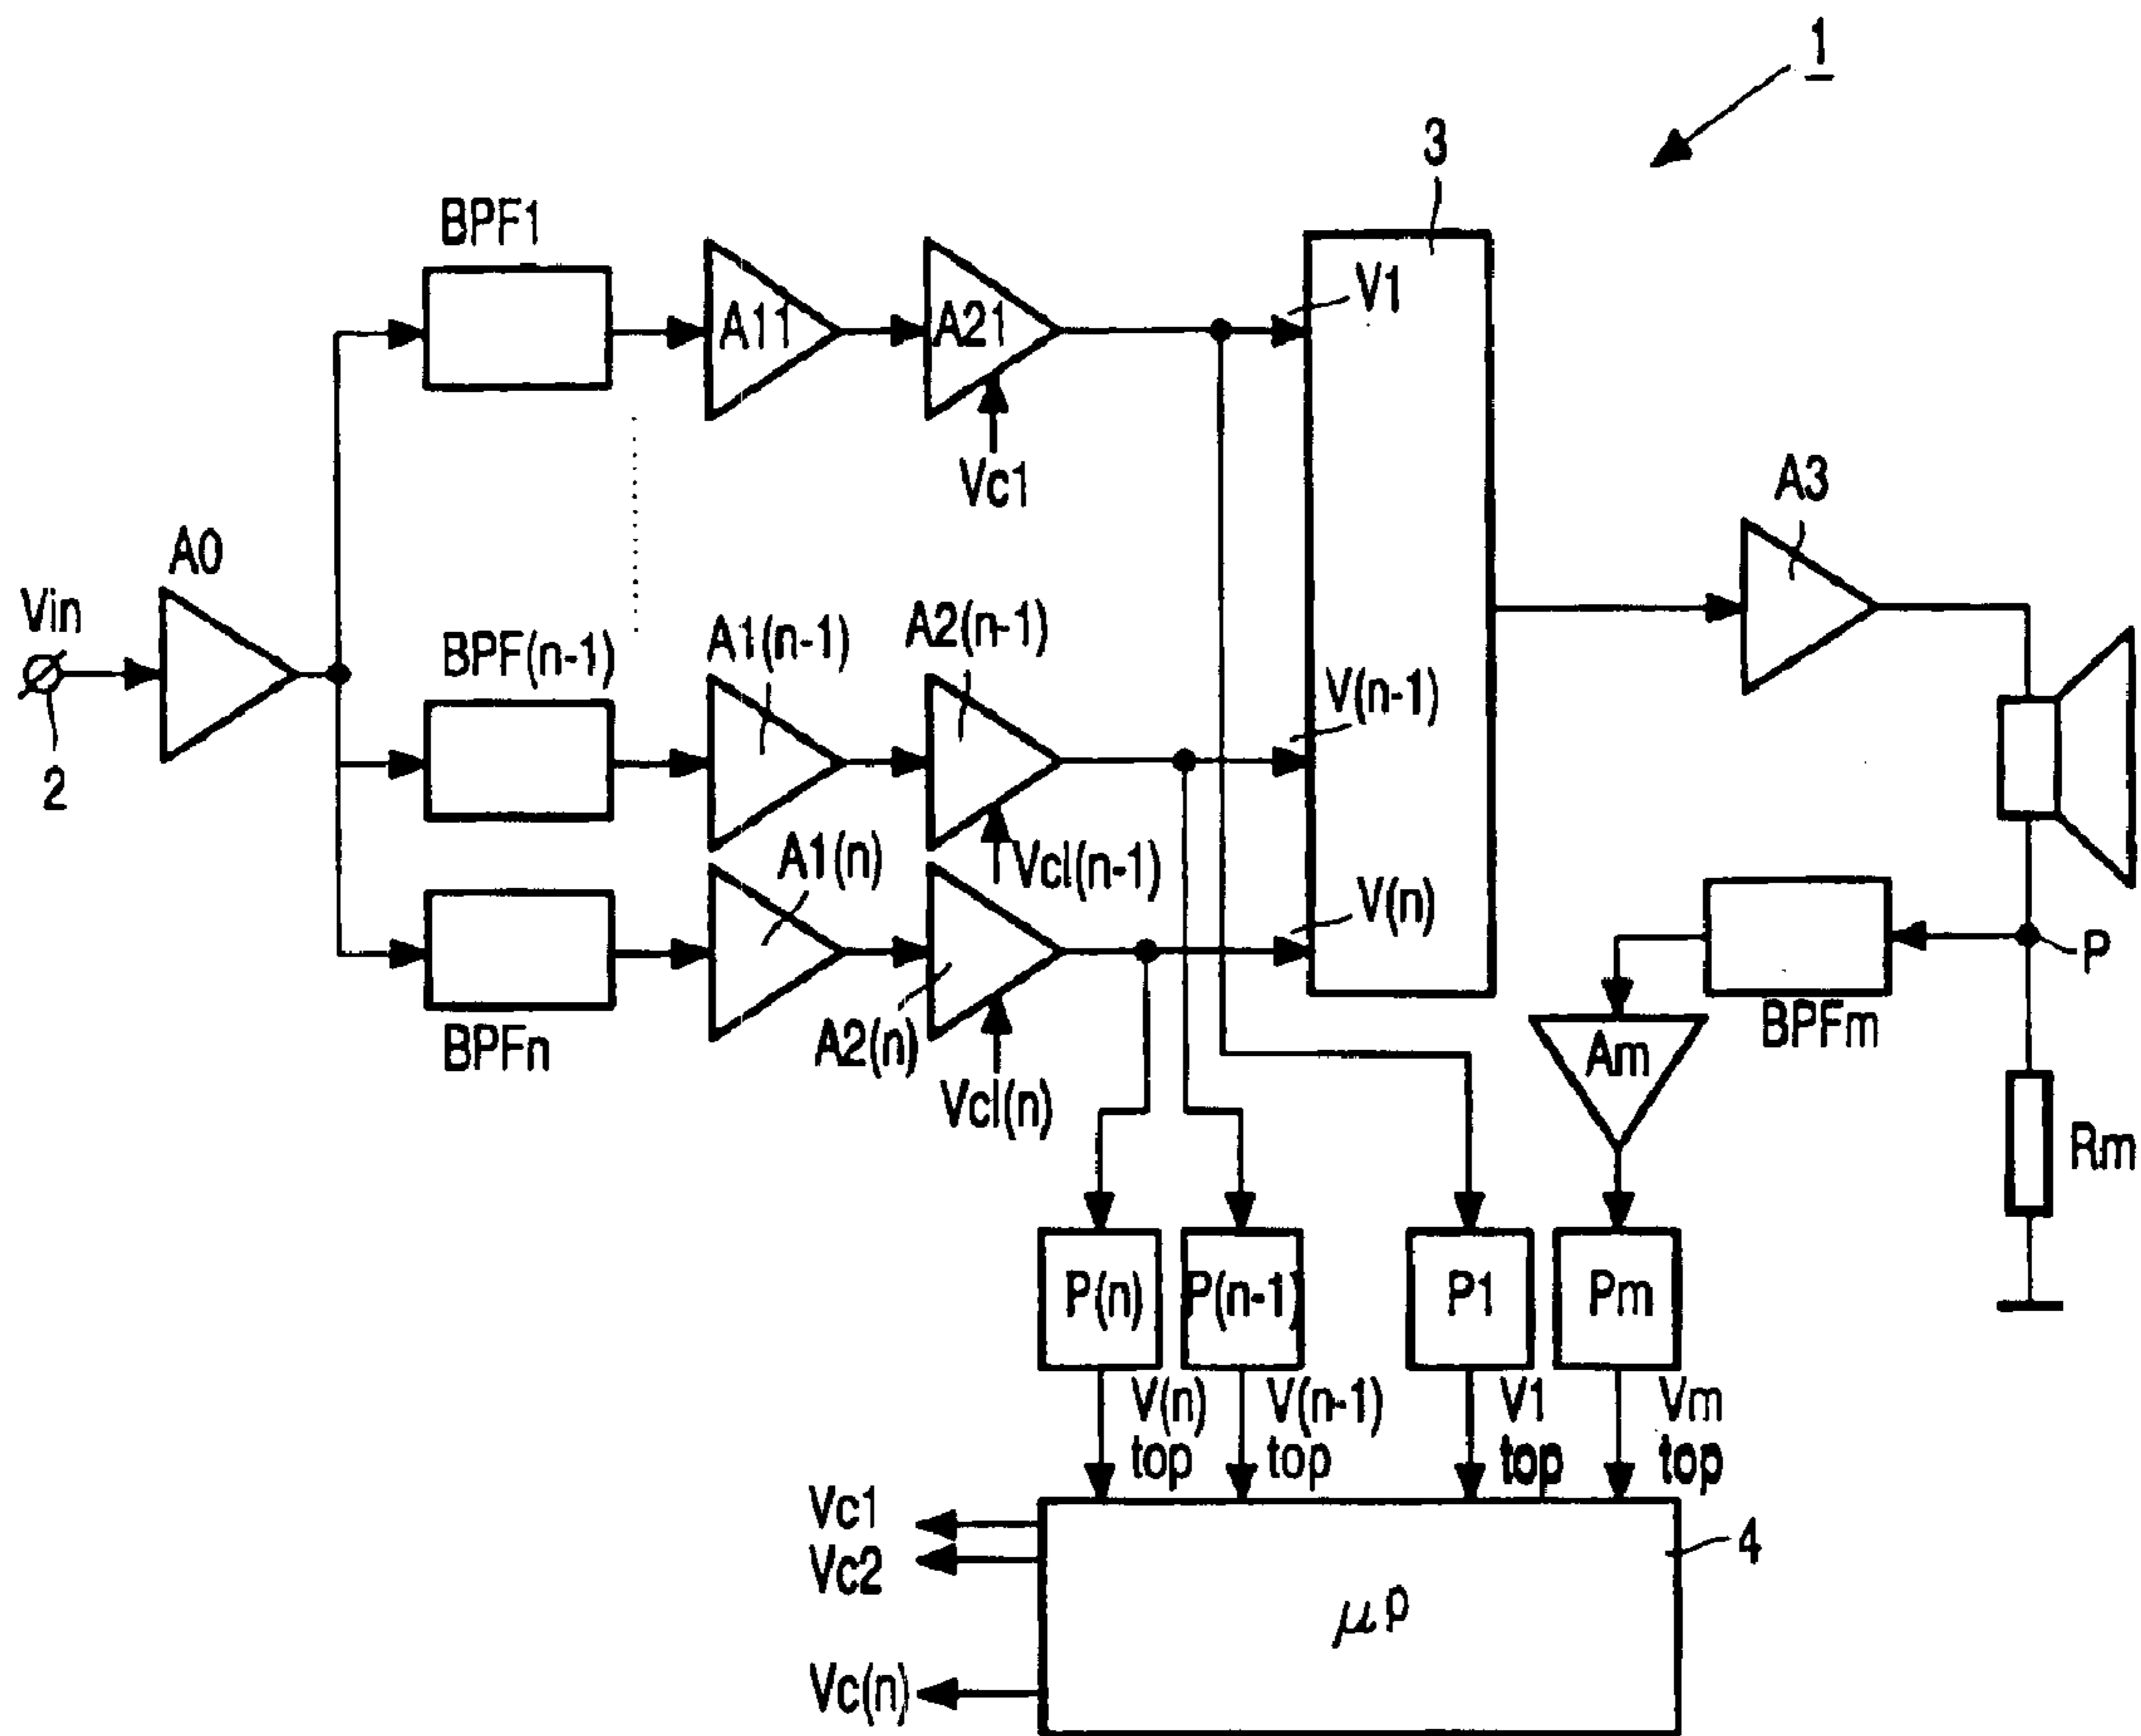 1
3
BPF1
V1
A11
A21
Vc1
A3
A0
Vin
A1(n-1)
A2(n-1)
BPF(n-1)
V(n-1)
2
A1(n)
Vcl(n-1)
V(n)
P
BPFm
BPFn
A2(n)
Am
Vcl(n)
Rm
P(n)
P(n-1)
P1
Pm
V(n)
top
V(n-1)
top
V1
top
Vm
top
Vc1
4
Vc2
μp
Vc(n)